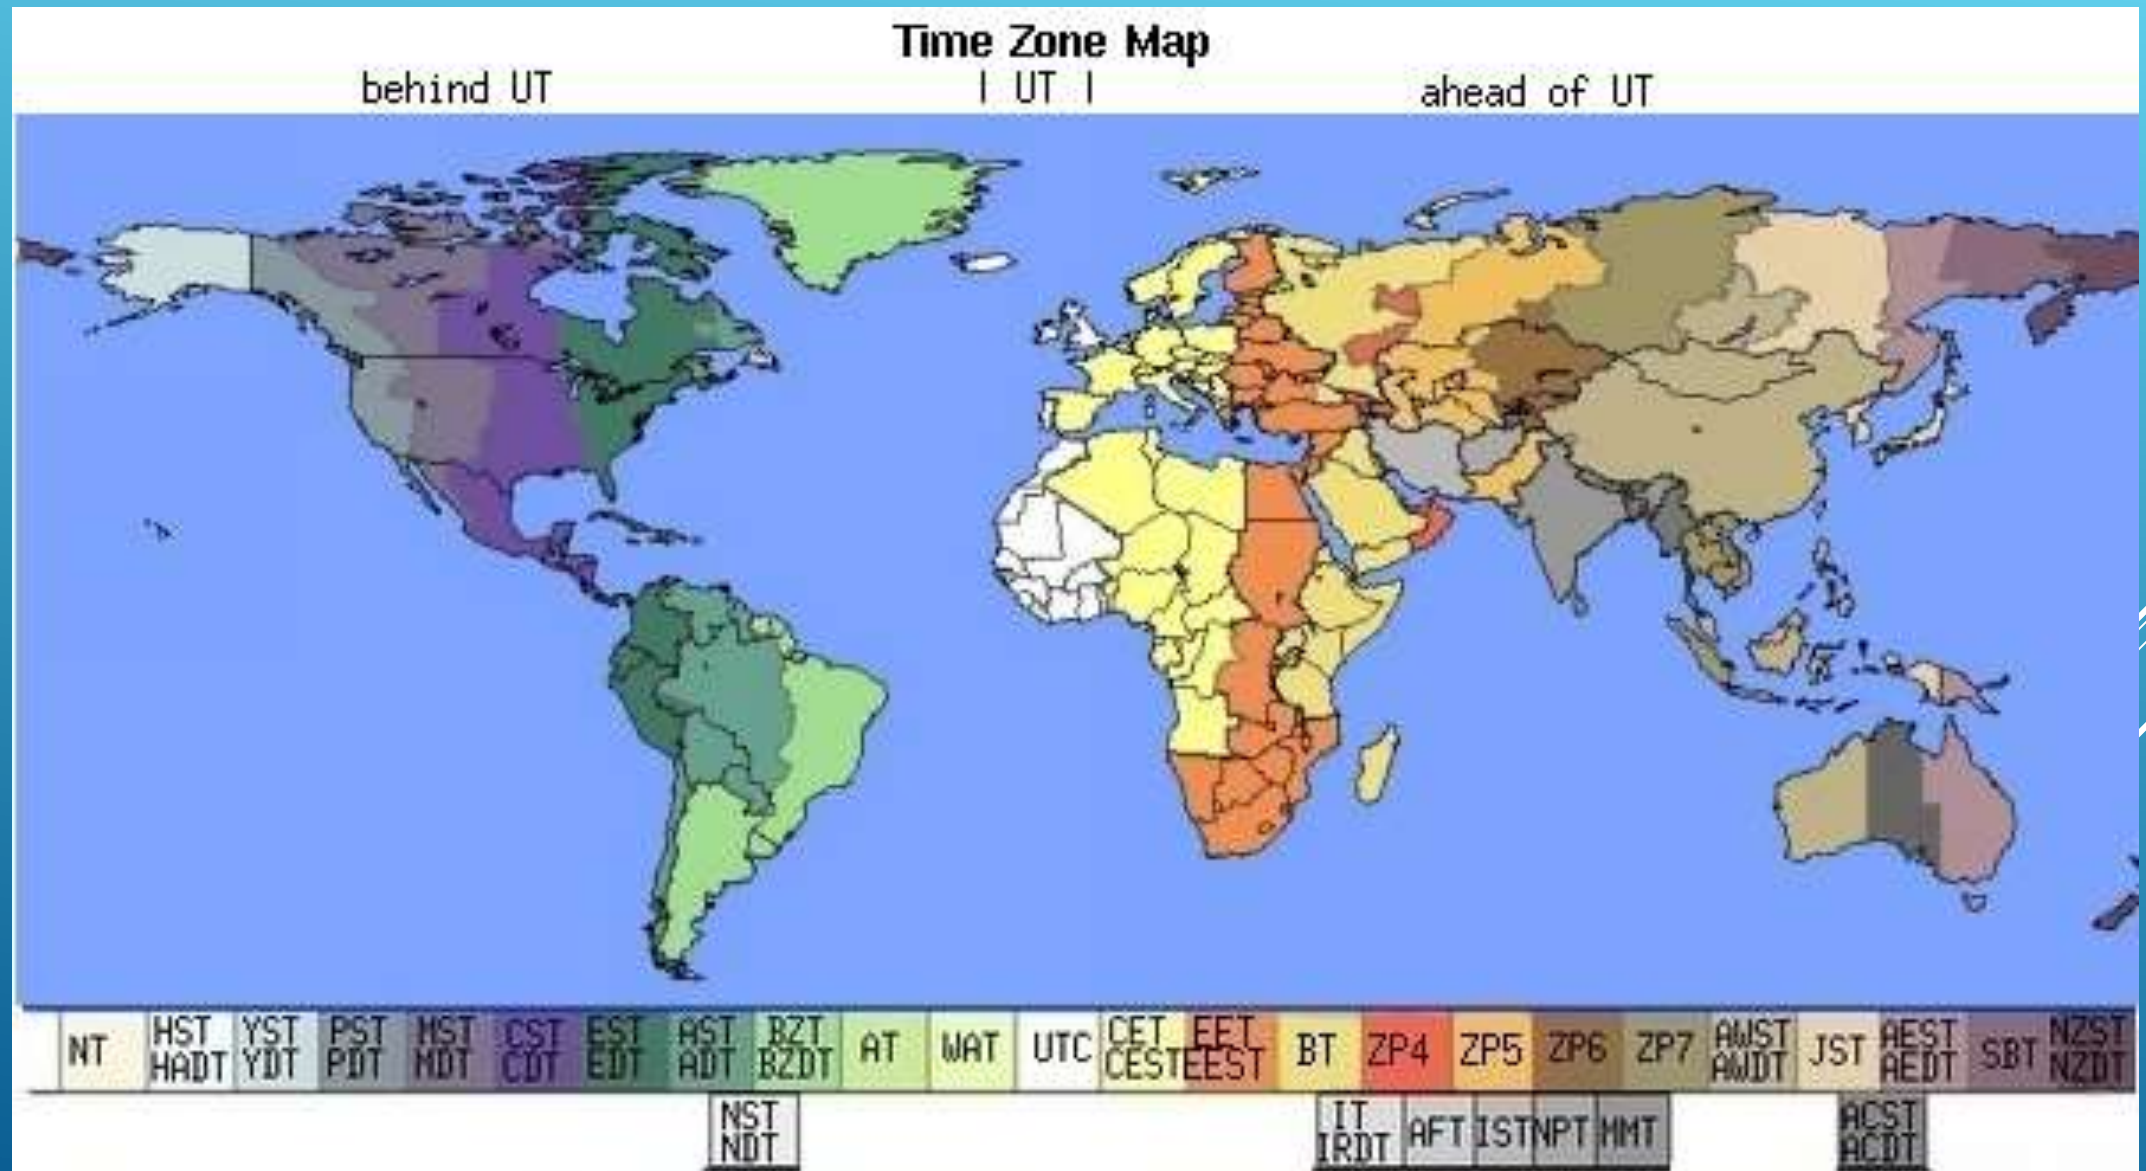 Time Zone Map
behind UT | UT | ahead of UT
NT
HST
HADT
YST
YDT
PST
PDT
MST
MDT
CST
CDT
EST
EDT
AST
ADT
BZT
BZDT
AT
WAT
UTC
CET
CEST
EET
EEST
BT
ZP4
ZP5
ZP6
ZP7
AWST
AWDT
JST
AEST
AEDT
SBT
NZST
NZDT
NST
NDT
IT
IRDT
AFT
IST
NPT
MMT
ACST
ACDT